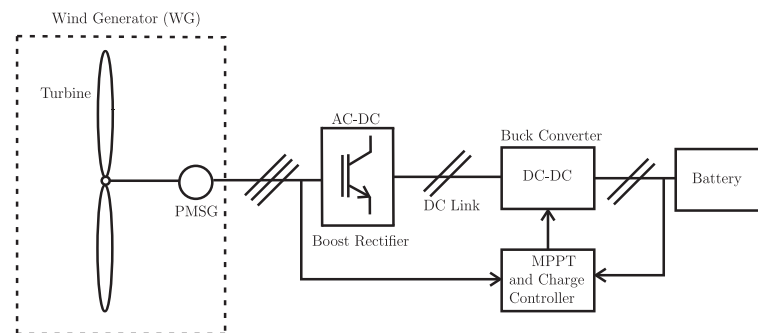 Wind Generator (WG)
Turbine
PMSG
AC-DC
Boost Rectifier
DC Link
Buck Converter
DC-DC
Battery
MPPT
and Charge
Controller